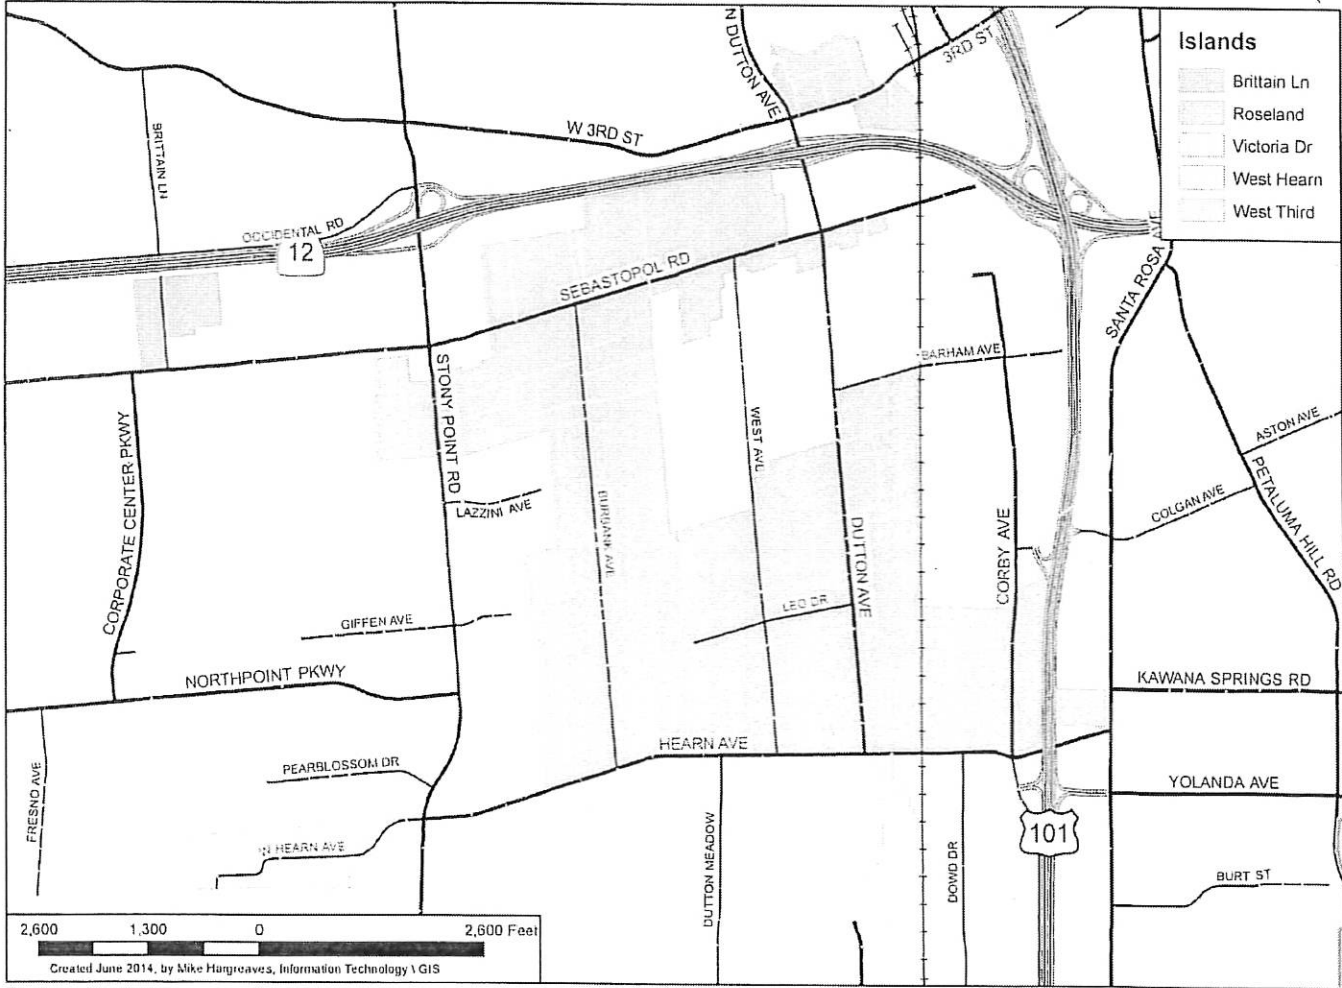 Islands
Brittain Ln
Roseland
Victoria Dr
West Hearn
West Third
N DUTTON AVE
3RD ST
W 3RD ST
BRITTAIN LN
OCCIDENTAL RD
12
SEBASTOPOL RD
SANTA ROSA
BARHAM AVE
STONY POINT RD
CORPORATE CENTER PKWY
WEST AVE
ASTON AVE
PETALUMA HILL RD
COLGAN AVE
LAZZINI AVE
BURBANK AVE
DUTTON AVE
CORBY AVE
LEO DR
GIFFEN AVE
NORTHPOINT PKWY
KAWANA SPRINGS RD
HEARN AVE
PEARBLOSSOM DR
FRESNO AVE
YOLANDA AVE
W HEARN AVE
101
DUTTON MEADOW
DOWD DR
BURT ST
2,600 1,300 0 2,600 Feet
Created June 2014, by Mike Hargreaves, Information Technology \ GIS